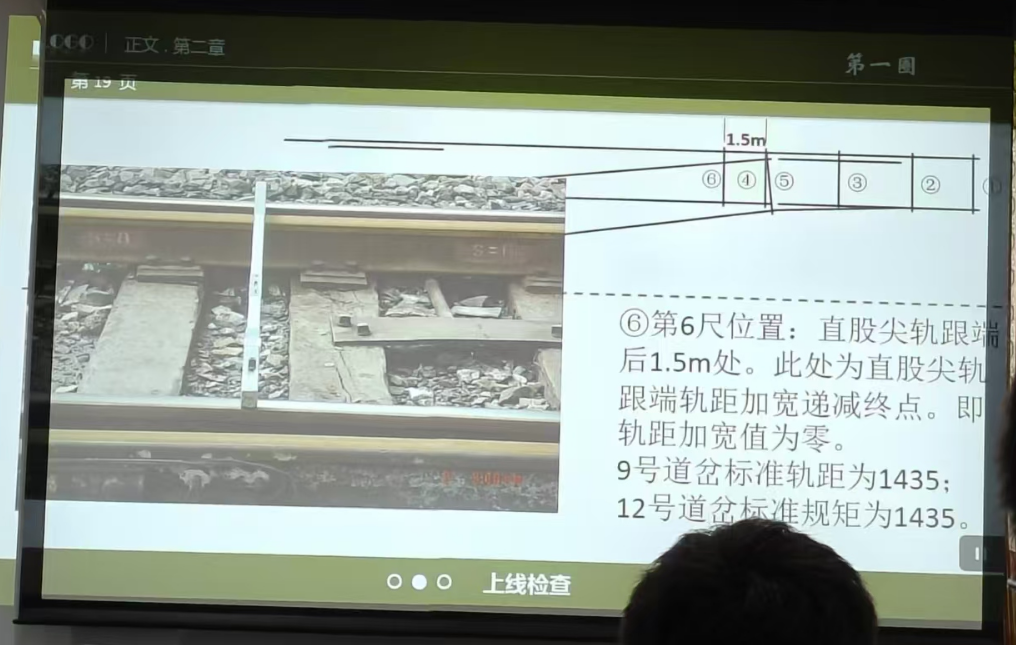 正文.第二章
第一圈
第 19 页
1.5m
⑥ ④ ⑤ ③ ② ①
⑥第6尺位置：直股尖轨跟端
后1.5m处。此处为直股尖轨
跟端轨距加宽递减终点。即
轨距加宽值为零。
9号道岔标准轨距为1435；
12号道岔标准规矩为1435。
上线检查